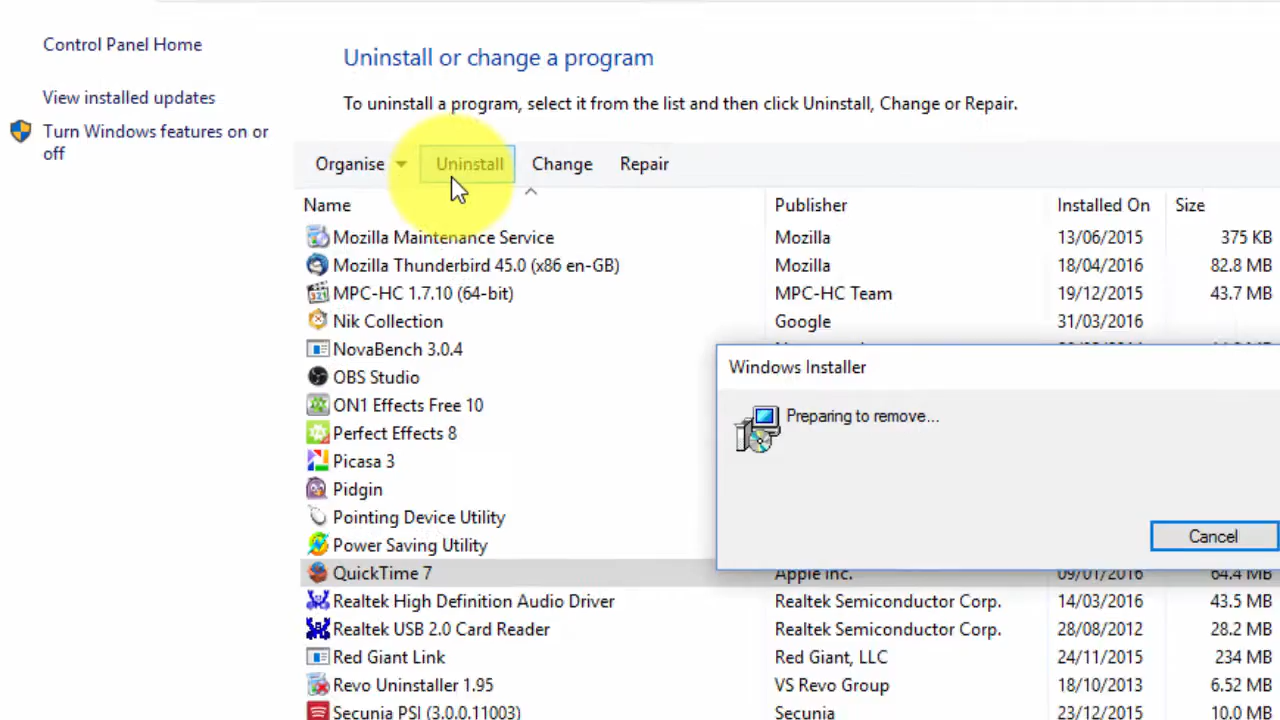 Control Panel Home
View installed updates
Turn Windows features on or
off
Uninstall or change a program
To uninstall a program, select it from the list and then click Uninstall, Change or Repair.
Organise Uninstall Change Repair
Name Publisher Installed On Size
Mozilla Maintenance Service Mozilla 13/06/2015 375 KB
Mozilla Thunderbird 45.0 (x86 en-GB) Mozilla 18/04/2016 82.8 MB
MPC-HC 1.7.10 (64-bit) MPC-HC Team 19/12/2015 43.7 MB
Nik Collection Google 31/03/2016
NovaBench 3.0.4
OBS Studio
ON1 Effects Free 10
Perfect Effects 8
Picasa 3
Pidgin
Pointing Device Utility
Power Saving Utility
Windows Installer
Preparing to remove...
Cancel
QuickTime 7 Apple Inc. 09/01/2016 64.4 MB
Realtek High Definition Audio Driver Realtek Semiconductor Corp. 14/03/2016 43.5 MB
Realtek USB 2.0 Card Reader Realtek Semiconductor Corp. 28/08/2012 28.2 MB
Red Giant Link Red Giant, LLC 24/11/2015 234 MB
Revo Uninstaller 1.95 VS Revo Group 18/10/2013 6.52 MB
Secunia PSI (3.0.0.11003) Secunia 23/12/2015 10.0 MB